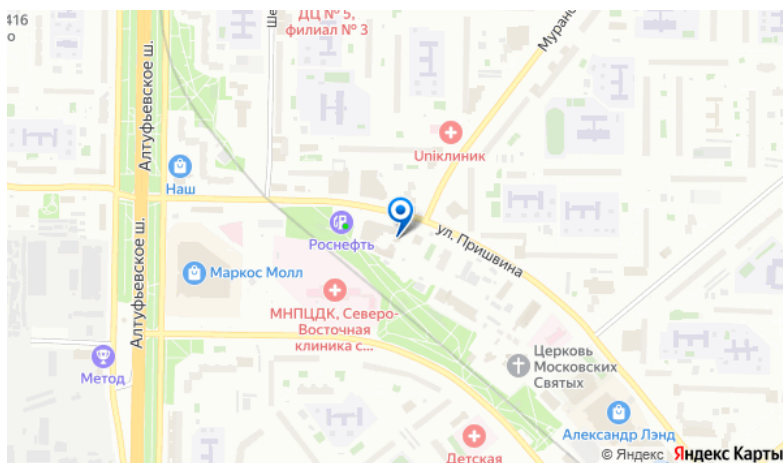 416
о
ДЦ № 5,
филиал № 3
Алтуфьевское ш.
Наш
Uniклиник
Алтуфьевское ш.
Роснефть
ул. Пришвина
Маркос Молл
МНПЦДК, Северо-
Восточная
клиника с...
Метод
Церковь
Московских
Святых
Александр Лэнд
Детская
© Яндекс Яндекс Карты